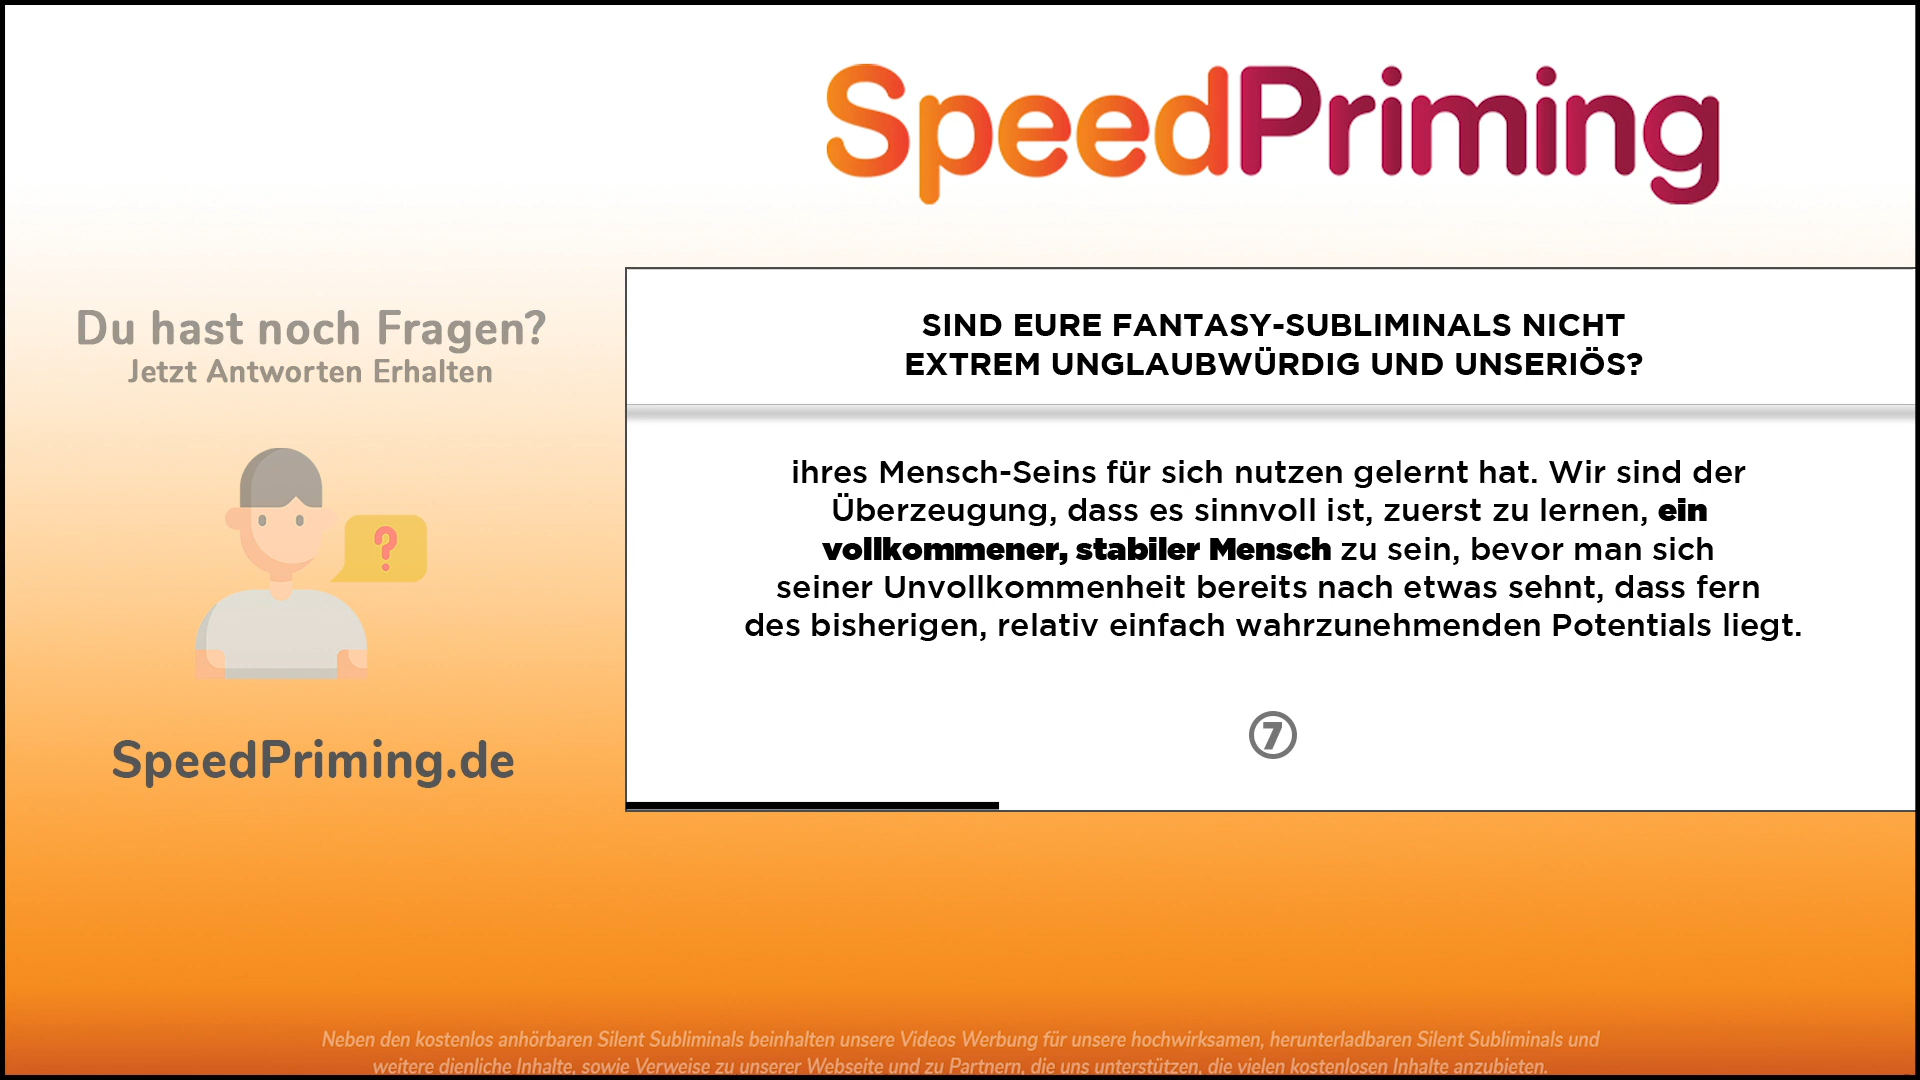 SpeedPriming
Du hast noch Fragen?
Jetzt Antworten Erhalten
?
SpeedPriming.de
SIND EURE FANTASY-SUBLIMINALS NICHT
EXTREM UNGLAUBWÜRDIG UND UNSERIÖS?
ihres Mensch-Seins für sich nutzen gelernt hat. Wir sind der
Überzeugung, dass es sinnvoll ist, zuerst zu lernen, ein
vollkommener, stabiler Mensch zu sein, bevor man sich
seiner Unvollkommenheit bereits nach etwas sehnt, dass fern
des bisherigen, relativ einfach wahrzunehmenden Potentials liegt.
7
Neben den kostenlos anhörbaren Silent Subliminals beinhalten unsere Videos Werbung für unsere hochwirksamen, herunterladbaren Silent Subliminals und
weitere dienliche Inhalte, sowie Verweise zu unserer Webseite und zu Partnern, die uns unterstützen, die vielen kostenlosen Inhalte anzubieten.